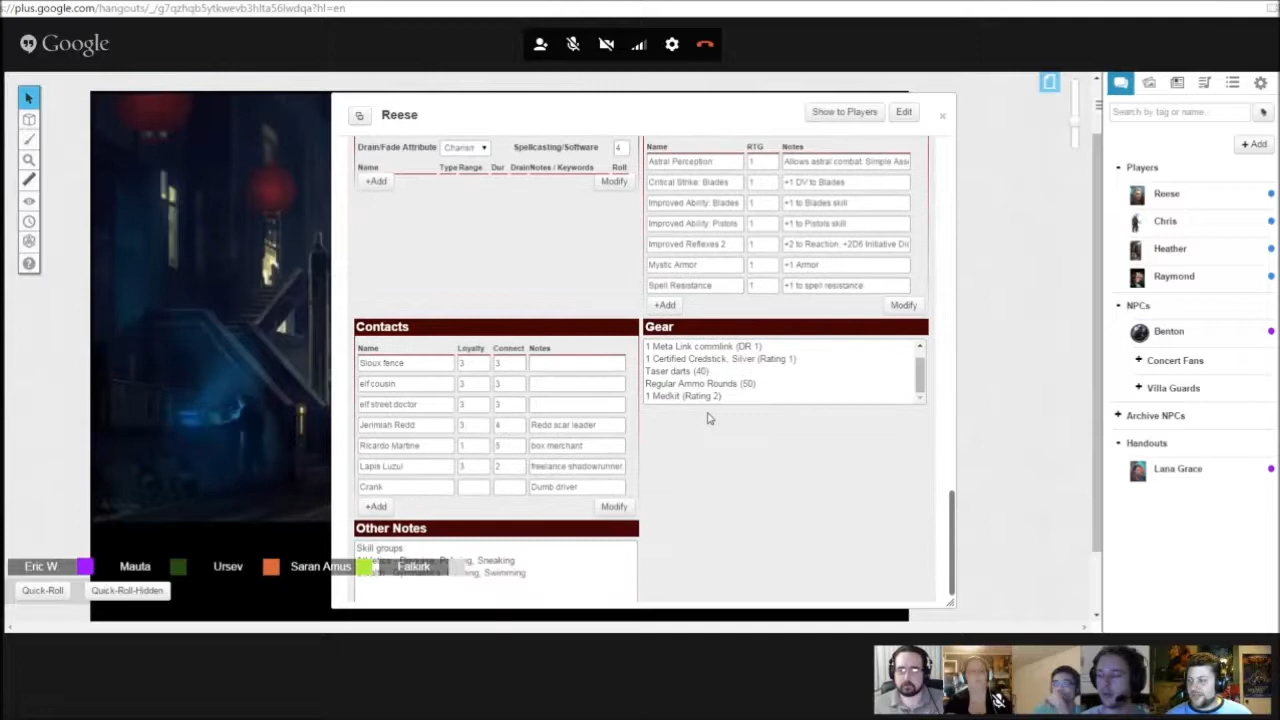 ://plus.google.com/hangouts/_/g7qzhqb5ytkwevb3hlta56lwdqa?hl=en
Google
Reese
Show to Players
Edit
Search by tag or name...
+ Add
Drain/Fade Attribute
Charism
Spellcasting/Software
4
Name Type Range Dur Drain Notes / Keywords Roll
+Add
Modify
Name RTG Notes
Astral Perception: 1 Allows astral combat. Simple Ass
Critical Strike: Blades 1 +1 DV to Blades
Improved Ability: Blades 1 +1 to Blades skill
Improved Ability: Pistols 1 +1 to Pistols skill
Improved Reflexes 2 1 +2 to Reaction, +2D6 Initiative Dic
Mystic Armor 1 +1 Armor
Spell Resistance 1 +1 to spell resistance
+Add
Modify
Contacts
Name Loyalty Connect Notes
Sioux fence 3 3
elf cousin 3 3
elf street doctor 3 3
Jerimiah Redd 3 4 Redd scar leader
Ricardo Martine 1 5 box merchant
Lapis Luzul 3 2 freelance shadowrunner
Crank Dumb driver
+Add
Modify
Gear
1 Meta Link commlink (DR 1)
1 Certified Credstick, Silver (Rating 1)
Taser darts (40)
Regular Ammo Rounds (50)
1 Medkit (Rating 2)
Other Notes
Skill groups
Sneaking
Gymnastics
Swimming
Eric W.
Mauta
Ursev
Saran Amus
Falkirk
Quick-Roll
Quick-Roll-Hidden
Players
Reese
Chris
Heather
Raymond
NPCs
Benton
Concert Fans
Villa Guards
Archive NPCs
Handouts
Lana Grace